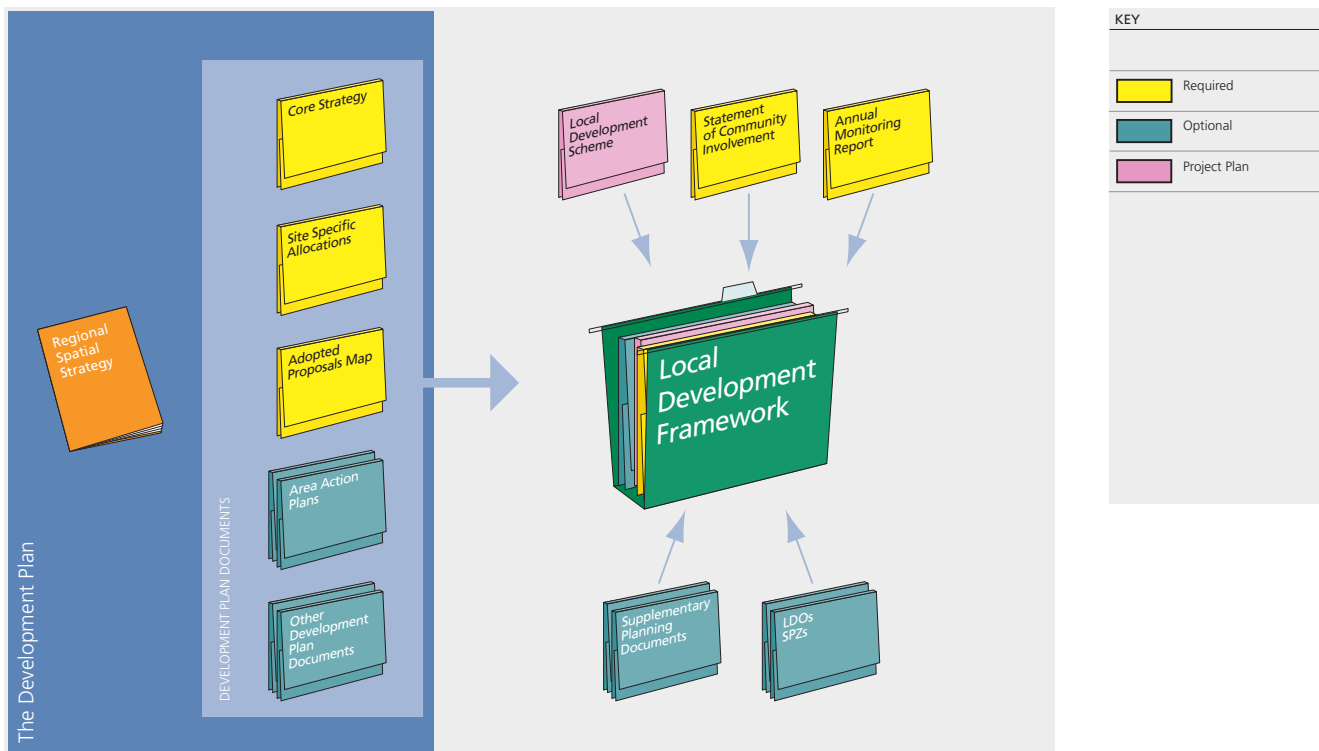 The Development Plan
Regional
Spatial
Strategy
DEVELOPMENT PLAN DOCUMENTS
Core Strategy
Site Specific
Allocations
Adopted
Proposals Map
Area Action
Plans
Other
Development
Plan
Documents
Local
Development
Scheme
Statement
of Community
Involvement
Annual
Monitoring
Report
Local
Development
Framework
Supplementary
Planning
Documents
LDOs
SPZs
KEY
Required
Optional
Project Plan